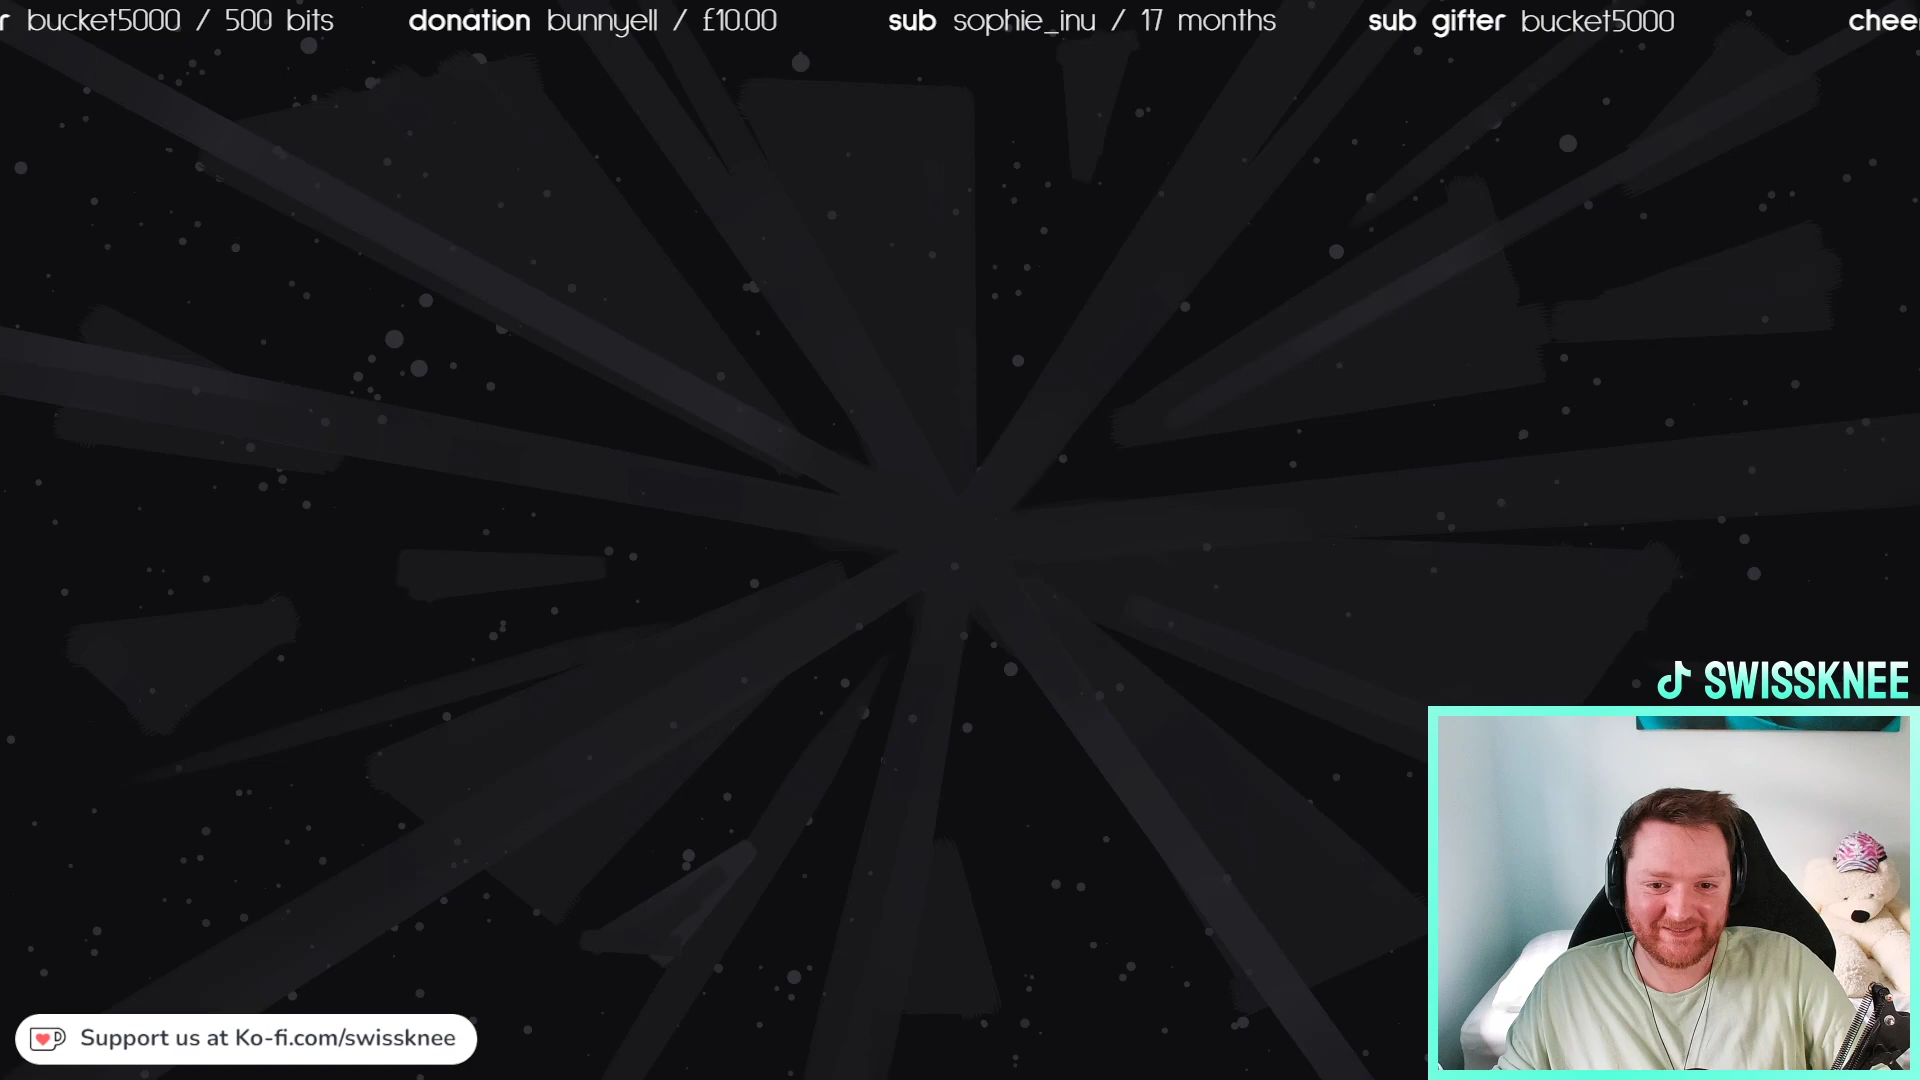 r bucket5000 / 500 bits donation bunnyell / £10.00 sub sophie_inu / 17 months sub gifter bucket5000 chee
SWISSKNEE
Support us at Ko-fi.com/swissknee